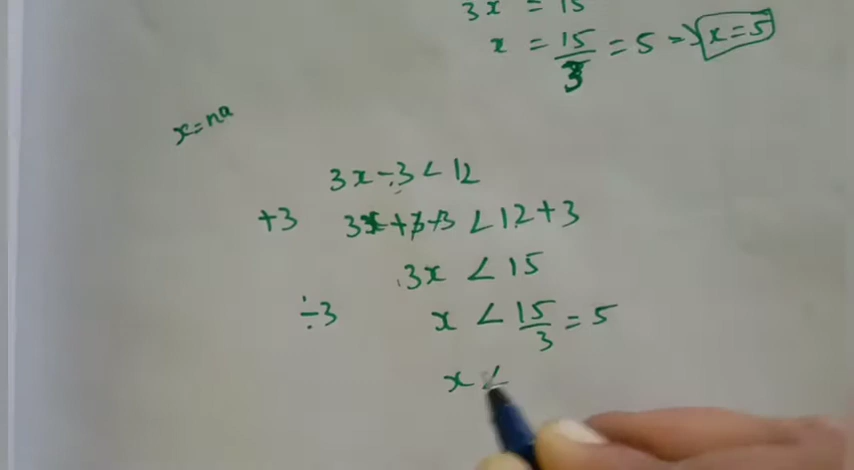 3x = 15
x = 15/3 = 5 => x=5
x=na
3x-3 < 12
+3 3x+3+3 < 12+3
3x < 15
÷3 x < 15/3 = 5
x <